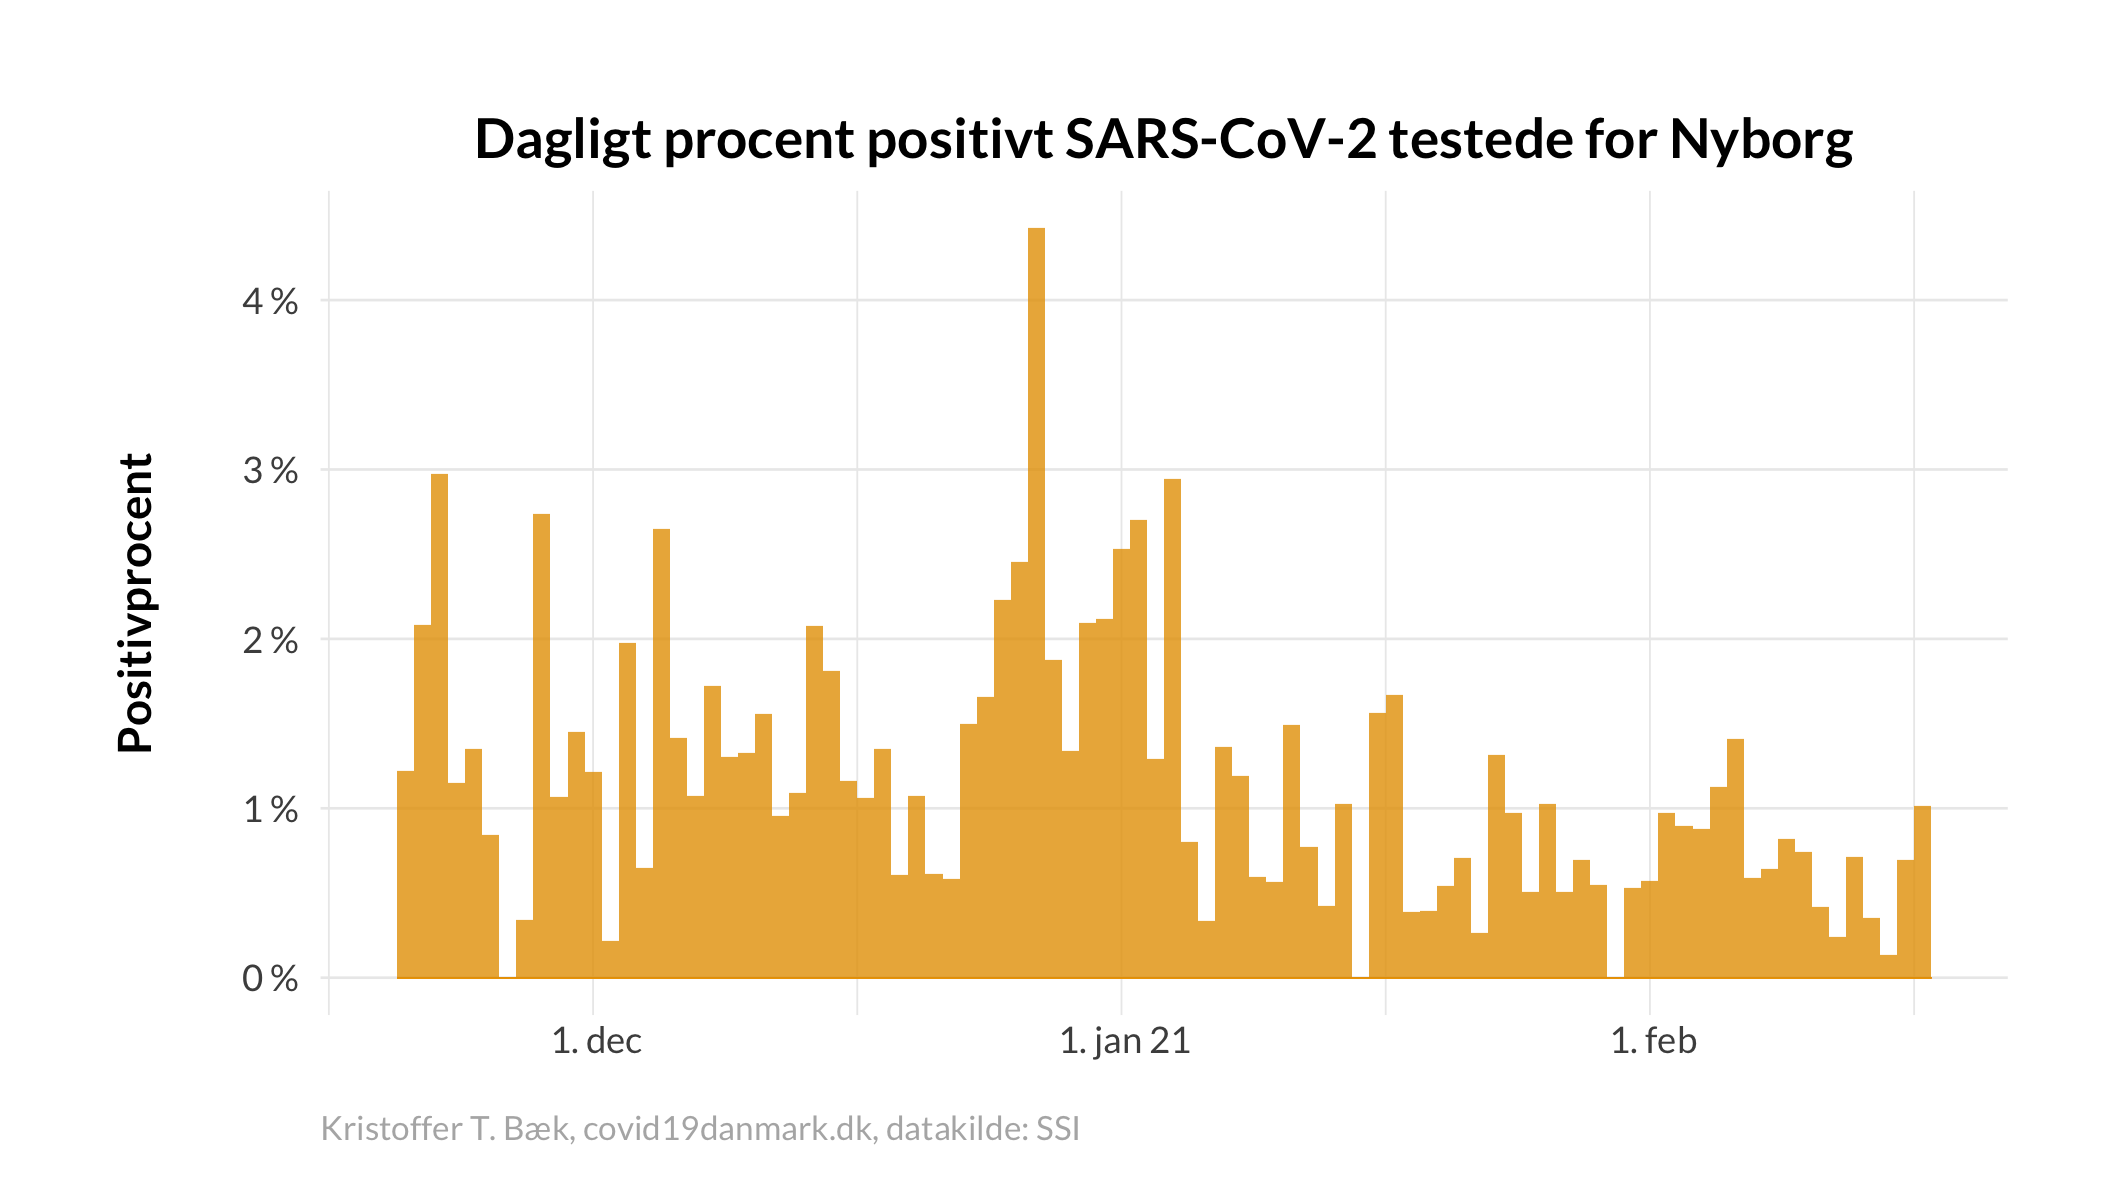 Dagligt procent positivt SARS-CoV-2 testede for Nyborg
Positivprocent
4 %
3 %
2 %
1 %
0 %
1. dec
1. jan 21
1. feb
Kristoffer T. Bæk, covid19danmark.dk, datakilde: SSI